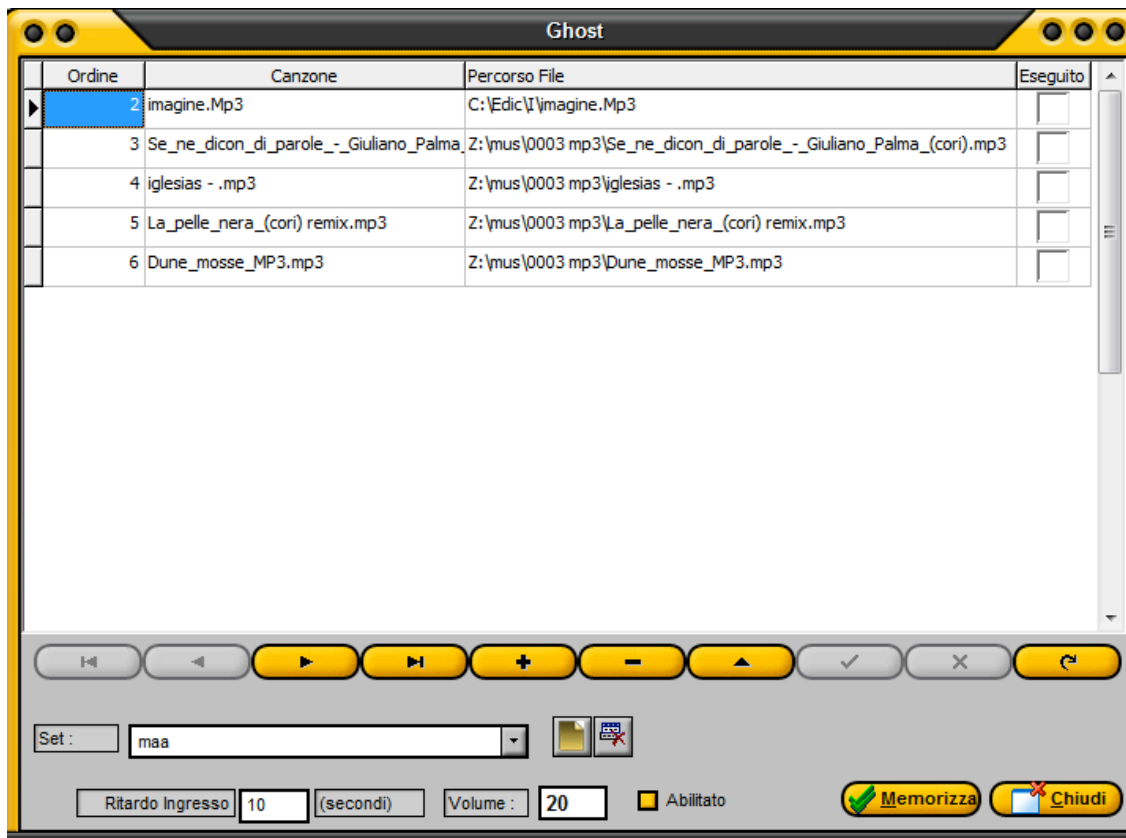 Ghost
Ordine Canzone Percorso File Eseguito
2 imagine.Mp3 C:\Edic\I\imagine.Mp3
3 Se_ne_dicon_di_parole_-_Giuliano_Palma_ Z:\mus\0003 mp3\Se_ne_dicon_di_parole_-_Giuliano_Palma_(cori).mp3
4 iglesias - .mp3 Z:\mus\0003 mp3\iglesias - .mp3
5 La_pelle_nera_(cori) remix.mp3 Z:\mus\0003 mp3\La_pelle_nera_(cori) remix.mp3
6 Dune_mosse_MP3.mp3 Z:\mus\0003 mp3\Dune_mosse_MP3.mp3
Set : maa
Ritardo Ingresso 10 (secondi) Volume : 20 Abilitato Memorizza Chiudi